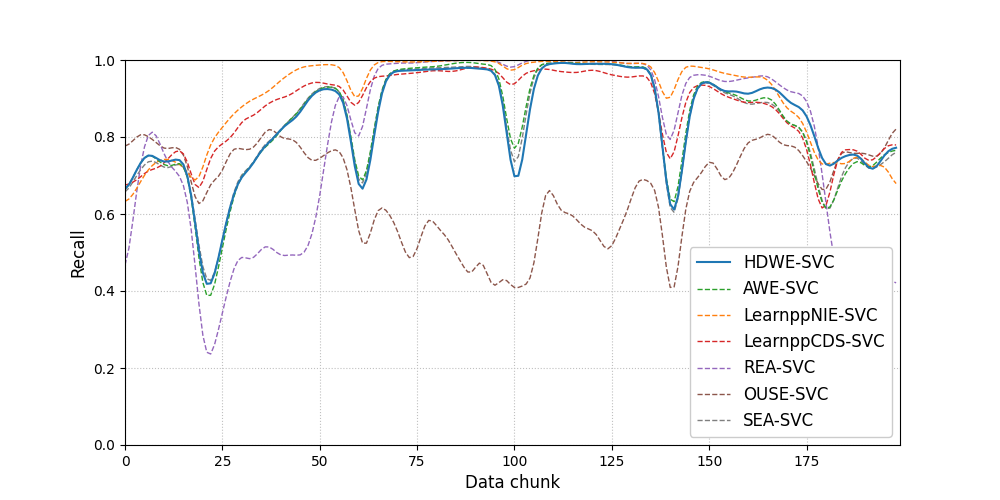 1.0
0.8
0.6
0.4
0.2
0.0
Recall
0
25
50
75
100
125
150
175
Data chunk
HDWE-SVC
AWE-SVC
LearnppNIE-SVC
LearnppCDS-SVC
REA-SVC
OUSE-SVC
SEA-SVC